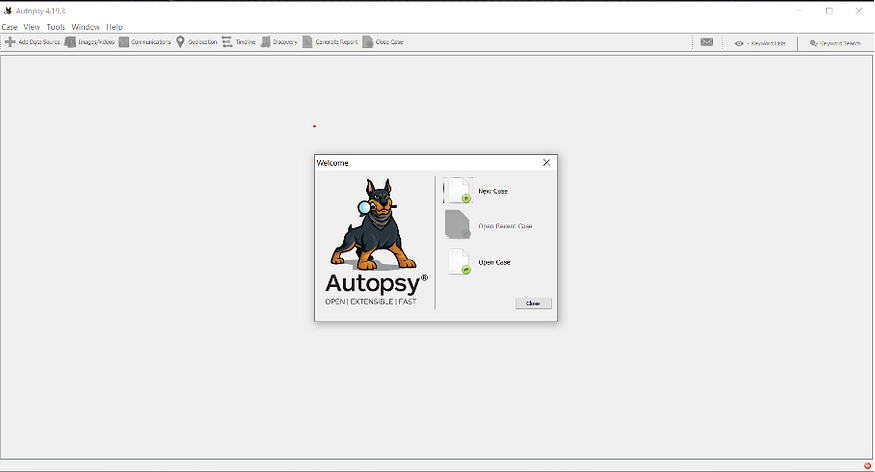 Autopsy 4.19.3
Case View Tools Window Help
Add Data Source Images/Videos Communications Geolocation Timeline Discovery Generate Report Close Case Keyword Lists Keyword Search
Welcome
New Case
Open Recent Case
Open Case
Autopsy®
OPEN | EXTENSIBLE | FAST
Close